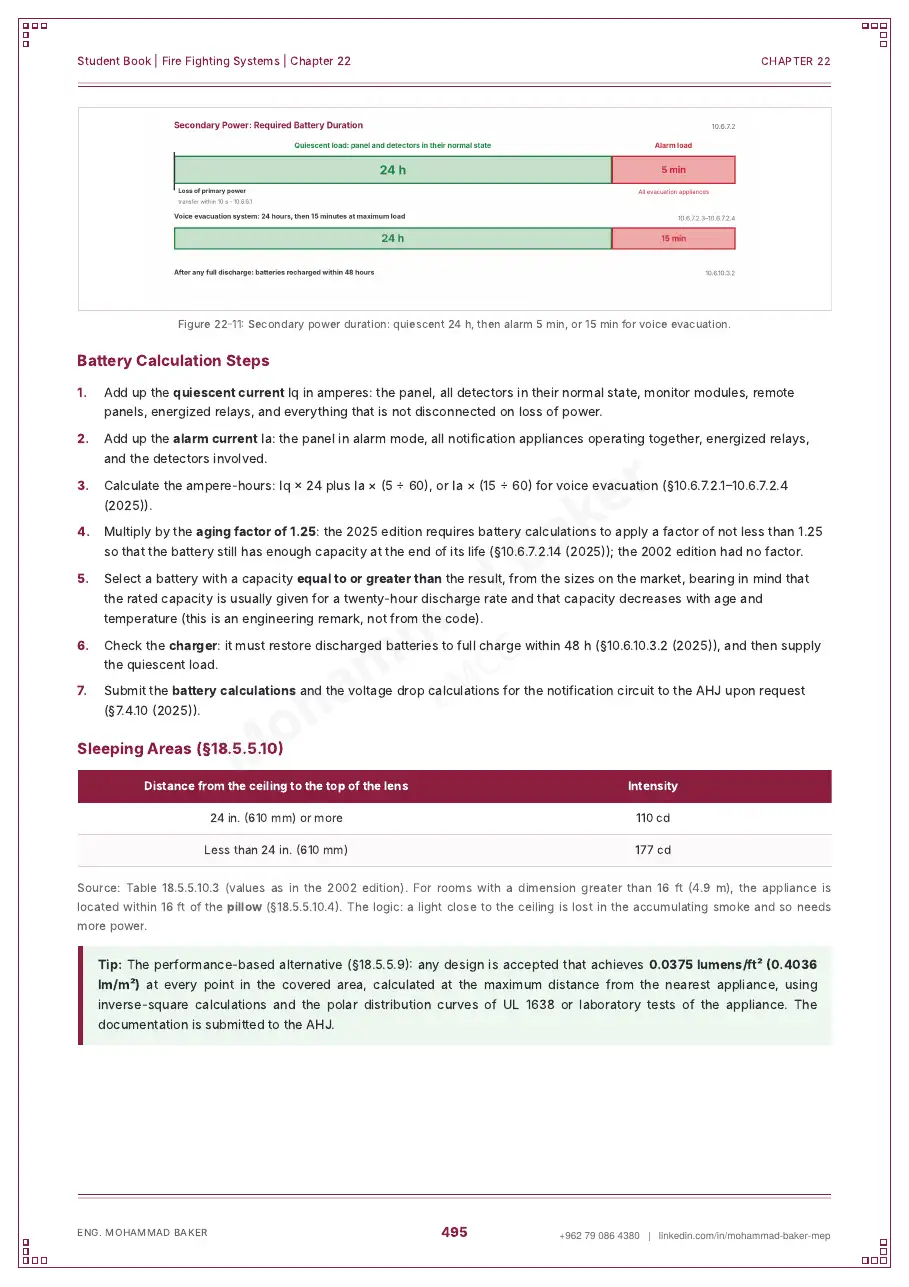 Student Book | Fire Fighting Systems | Chapter 22
CHAPTER 22
Secondary Power: Required Battery Duration
10.6.7.2
Quiescent load: panel and detectors in their normal state
Alarm load
24 h
5 min
Loss of primary power
All evacuation appliances
transfer within 10 s - 10.6.6.1
Voice evacuation system: 24 hours, then 15 minutes at maximum load
10.6.7.2.3–10.6.7.2.4
24 h
15 min
After any full discharge: batteries recharged within 48 hours
10.6.10.3.2
Figure 22-11: Secondary power duration: quiescent 24 h, then alarm 5 min, or 15 min for voice evacuation.
Battery Calculation Steps
1. Add up the quiescent current Iq in amperes: the panel, all detectors in their normal state, monitor modules, remote
panels, energized relays, and everything that is not disconnected on loss of power.
2. Add up the alarm current Ia: the panel in alarm mode, all notification appliances operating together, energized relays,
and the detectors involved.
3. Calculate the ampere-hours: Iq × 24 plus Ia × (5 ÷ 60), or Ia × (15 ÷ 60) for voice evacuation (§10.6.7.2.1–10.6.7.2.4
(2025)).
4. Multiply by the aging factor of 1.25: the 2025 edition requires battery calculations to apply a factor of not less than 1.25
so that the battery still has enough capacity at the end of its life (§10.6.7.2.14 (2025)); the 2002 edition had no factor.
5. Select a battery with a capacity equal to or greater than the result, from the sizes on the market, bearing in mind that
the rated capacity is usually given for a twenty-hour discharge rate and that capacity decreases with age and
temperature (this is an engineering remark, not from the code).
6. Check the charger: it must restore discharged batteries to full charge within 48 h (§10.6.10.3.2 (2025)), and then supply
the quiescent load.
7. Submit the battery calculations and the voltage drop calculations for the notification circuit to the AHJ upon request
(§7.4.10 (2025)).
Mohammad baker
EMCC
Sleeping Areas (§18.5.5.10)
Distance from the ceiling to the top of the lens
Intensity
24 in. (610 mm) or more
110 cd
Less than 24 in. (610 mm)
177 cd
Source: Table 18.5.5.10.3 (values as in the 2002 edition). For rooms with a dimension greater than 16 ft (4.9 m), the appliance is
located within 16 ft of the pillow (§18.5.5.10.4). The logic: a light close to the ceiling is lost in the accumulating smoke and so needs
more power.
Tip: The performance-based alternative (§18.5.5.9): any design is accepted that achieves 0.0375 lumens/ft² (0.4036
lm/m²) at every point in the covered area, calculated at the maximum distance from the nearest appliance, using
inverse-square calculations and the polar distribution curves of UL 1638 or laboratory tests of the appliance. The
documentation is submitted to the AHJ.
ENG. MOHAMMAD BAKER
495
+962 79 086 4380 | linkedin.com/in/mohammad-baker-mep